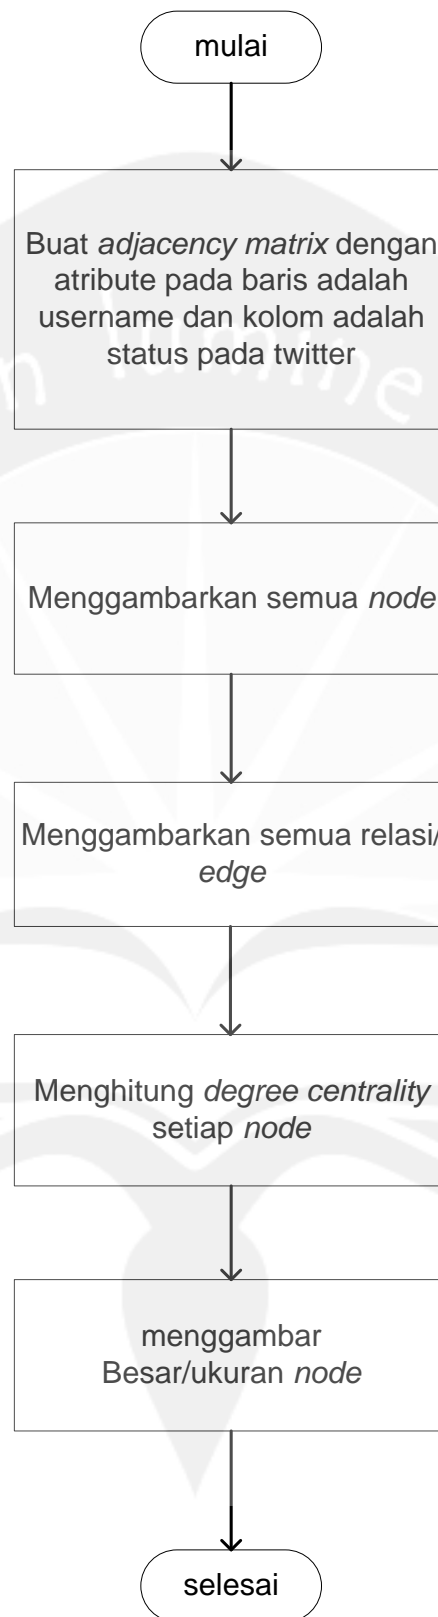 mulai
Buat adjacency matrix dengan
atribute pada baris adalah
username dan kolom adalah
status pada twitter
n lumine
Menggambarkan semua node
Menggambarkan semua relasi/
edge
Menghitung degree centrality
setiap node
menggambar
Besar/ukuran node
selesai